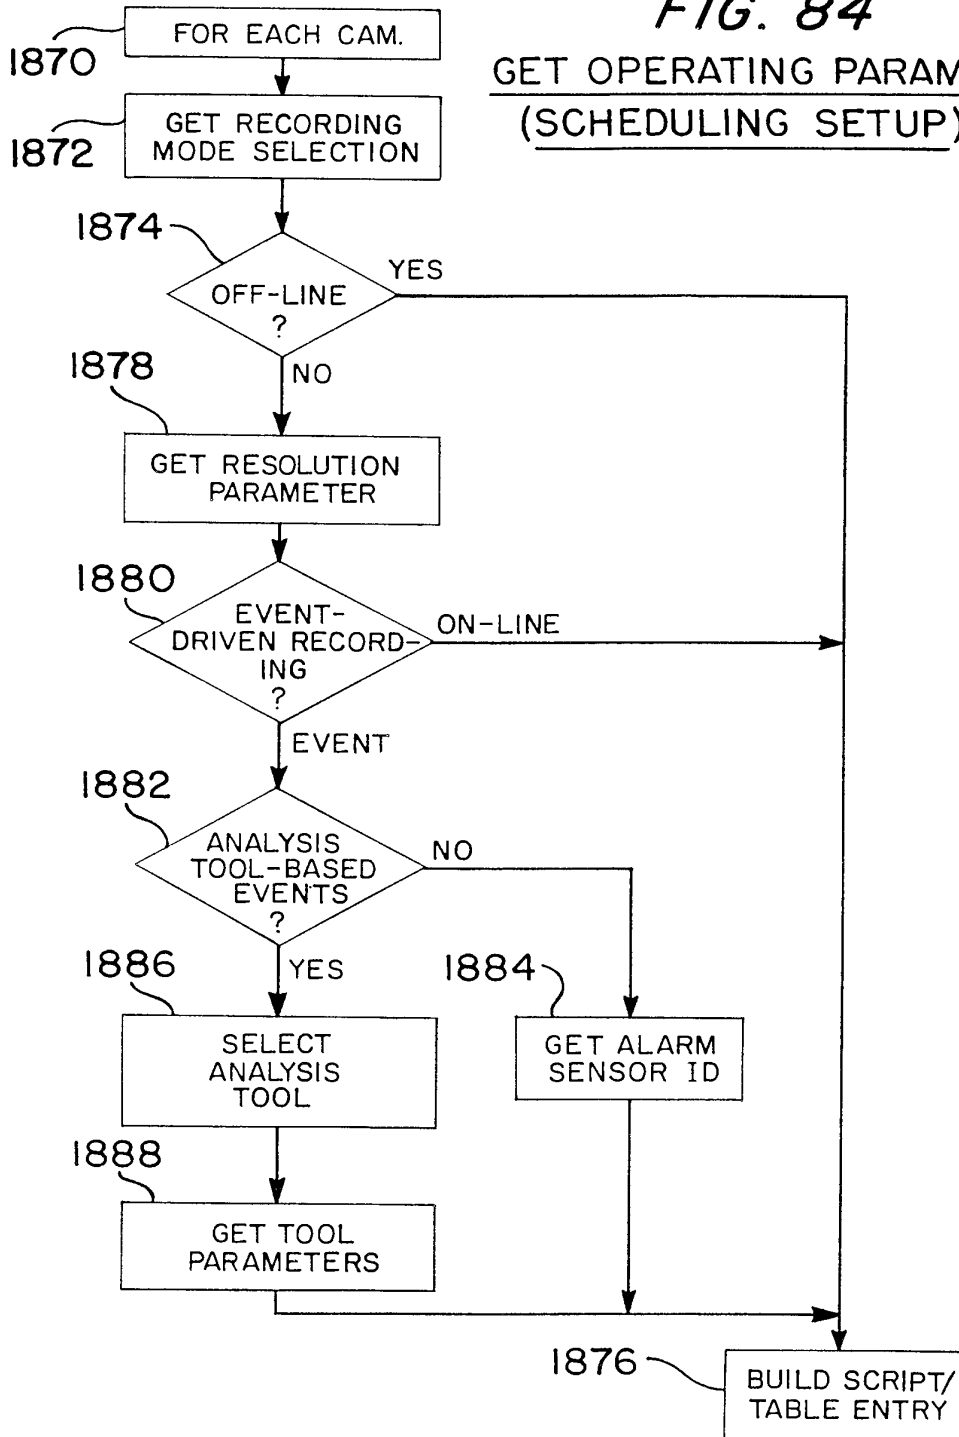 FIG. 84
GET OPERATING PARAM
(SCHEDULING SETUP)
1870
FOR EACH CAM.
1872
GET RECORDING
MODE SELECTION
1874
OFF-LINE
?
YES
NO
1878
GET RESOLUTION
PARAMETER
1880
EVENT-
DRIVEN RECORD-
ING
?
ON-LINE
EVENT
1882
ANALYSIS
TOOL-BASED
EVENTS
?
NO
YES
1886
SELECT
ANALYSIS
TOOL
1884
GET ALARM
SENSOR ID
1888
GET TOOL
PARAMETERS
1876
BUILD SCRIPT/
TABLE ENTRY